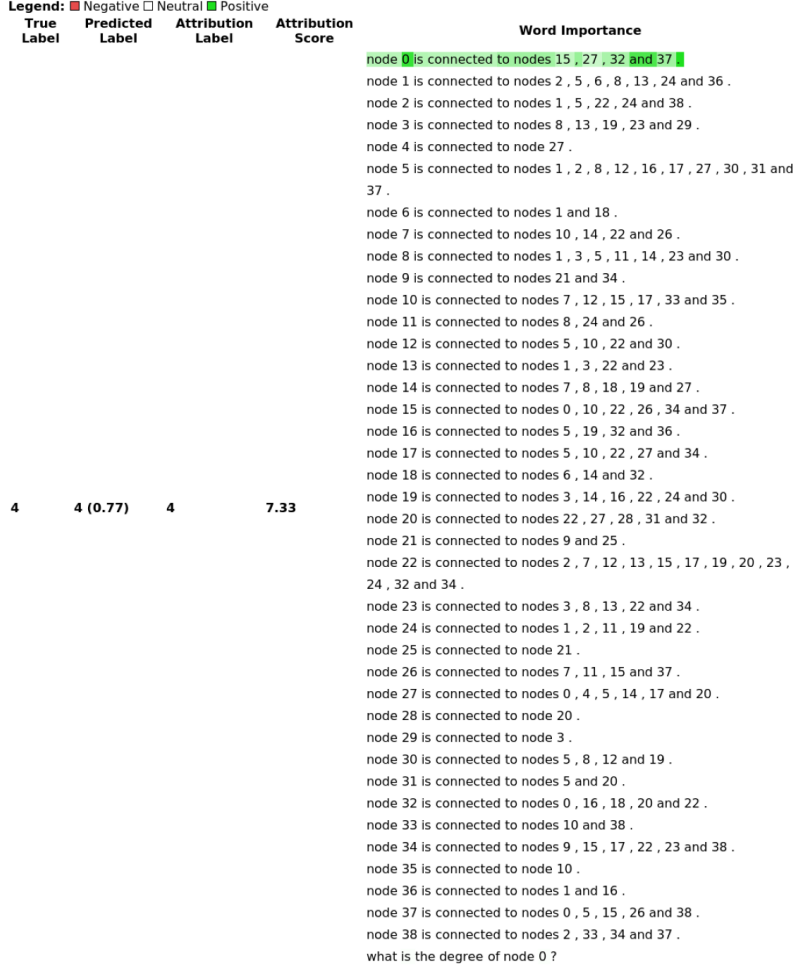 Legend: Negative Neutral Positive
True Label Predicted Label Attribution Label Attribution Score Word Importance
node 0 is connected to nodes 15 , 27 , 32 and 37 .
node 1 is connected to nodes 2 , 5 , 6 , 8 , 13 , 24 and 36 .
node 2 is connected to nodes 1 , 5 , 22 , 24 and 38 .
node 3 is connected to nodes 8 , 13 , 19 , 23 and 29 .
node 4 is connected to node 27 .
node 5 is connected to nodes 1 , 2 , 8 , 12 , 16 , 17 , 27 , 30 , 31 and
37 .
node 6 is connected to nodes 1 and 18 .
node 7 is connected to nodes 10 , 14 , 22 and 26 .
node 8 is connected to nodes 1 , 3 , 5 , 11 , 14 , 23 and 30 .
node 9 is connected to nodes 21 and 34 .
node 10 is connected to nodes 7 , 12 , 15 , 17 , 33 and 35 .
node 11 is connected to nodes 8 , 24 and 26 .
node 12 is connected to nodes 5 , 10 , 22 and 30 .
node 13 is connected to nodes 1 , 3 , 22 and 23 .
node 14 is connected to nodes 7 , 8 , 18 , 19 and 27 .
node 15 is connected to nodes 0 , 10 , 22 , 26 , 34 and 37 .
node 16 is connected to nodes 5 , 19 , 32 and 36 .
node 17 is connected to nodes 5 , 10 , 22 , 27 and 34 .
node 18 is connected to nodes 6 , 14 and 32 .
node 19 is connected to nodes 3 , 14 , 16 , 22 , 24 and 30 .
4 4 (0.77) 4 7.33
node 20 is connected to nodes 22 , 27 , 28 , 31 and 32 .
node 21 is connected to nodes 9 and 25 .
node 22 is connected to nodes 2 , 7 , 12 , 13 , 15 , 17 , 19 , 20 , 23 ,
24 , 32 and 34 .
node 23 is connected to nodes 3 , 8 , 13 , 22 and 34 .
node 24 is connected to nodes 1 , 2 , 11 , 19 and 22 .
node 25 is connected to node 21 .
node 26 is connected to nodes 7 , 11 , 15 and 37 .
node 27 is connected to nodes 0 , 4 , 5 , 14 , 17 and 20 .
node 28 is connected to node 20 .
node 29 is connected to node 3 .
node 30 is connected to nodes 5 , 8 , 12 and 19 .
node 31 is connected to nodes 5 and 20 .
node 32 is connected to nodes 0 , 16 , 18 , 20 and 22 .
node 33 is connected to nodes 10 and 38 .
node 34 is connected to nodes 9 , 15 , 17 , 22 , 23 and 38 .
node 35 is connected to node 10 .
node 36 is connected to nodes 1 and 16 .
node 37 is connected to nodes 0 , 5 , 15 , 26 and 38 .
node 38 is connected to nodes 2 , 33 , 34 and 37 .
what is the degree of node 0 ?